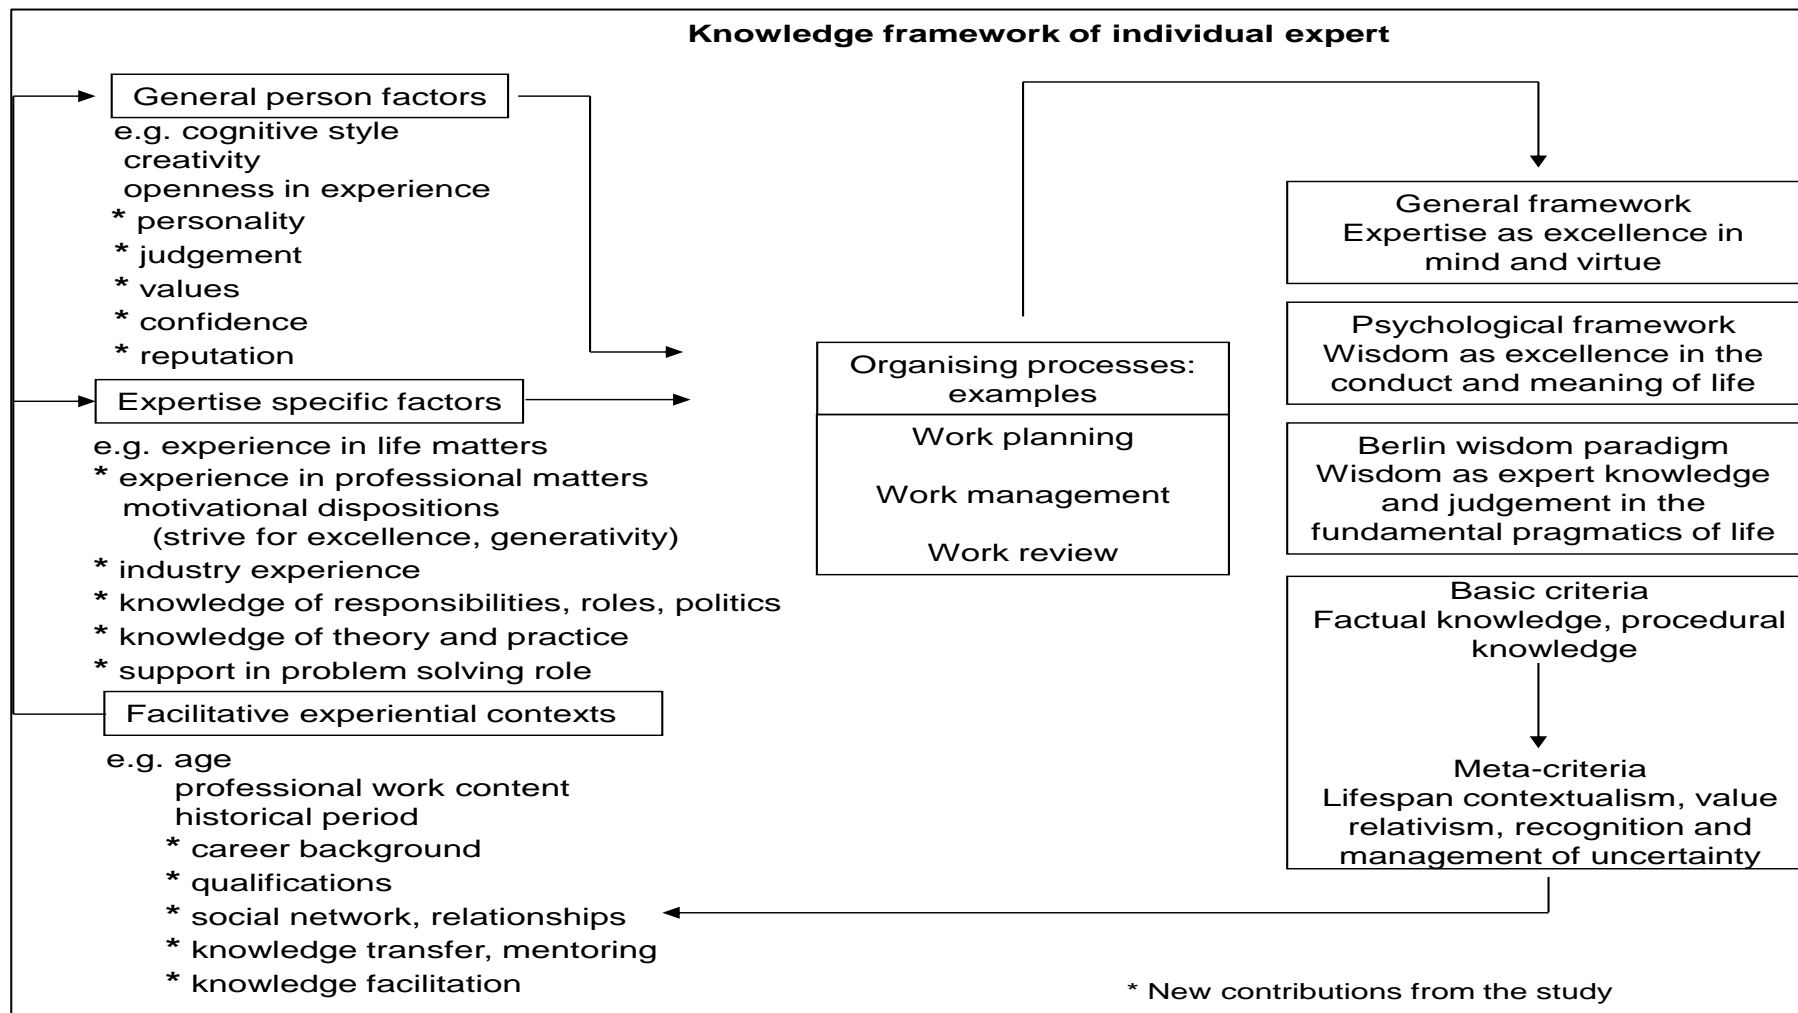 Knowledge framework of individual expert
General person factors
e.g. cognitive style
creativity
openness in experience
* personality
* judgement
* values
* confidence
* reputation
Expertise specific factors
e.g. experience in life matters
* experience in professional matters
motivational dispositions
(strive for excellence, generativity)
* industry experience
* knowledge of responsibilities, roles, politics
* knowledge of theory and practice
* support in problem solving role
Facilitative experiential contexts
e.g. age
professional work content
historical period
* career background
* qualifications
* social network, relationships
* knowledge transfer, mentoring
* knowledge facilitation
Organising processes:
examples
Work planning
Work management
Work review
General framework
Expertise as excellence in
mind and virtue
Psychological framework
Wisdom as excellence in the
conduct and meaning of life
Berlin wisdom paradigm
Wisdom as expert knowledge
and judgement in the
fundamental pragmatics of life
Basic criteria
Factual knowledge, procedural
knowledge
Meta-criteria
Lifespan contextualism, value
relativism, recognition and
management of uncertainty
* New contributions from the study